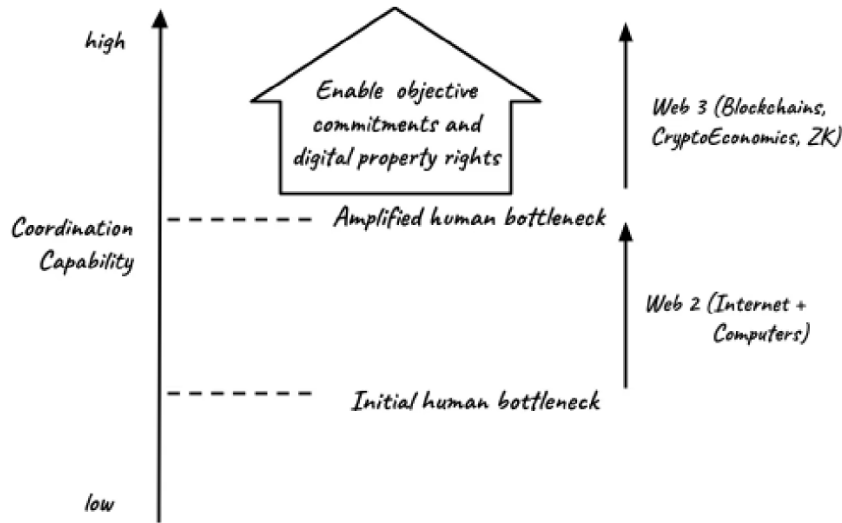 high
Enable objective
commitments and
digital property rights
Web 3 (Blockchains,
CryptoEconomics, ZK)
Amplified human bottleneck
Coordination
Capability
Web 2 (Internet +
Computers)
Initial human bottleneck
low